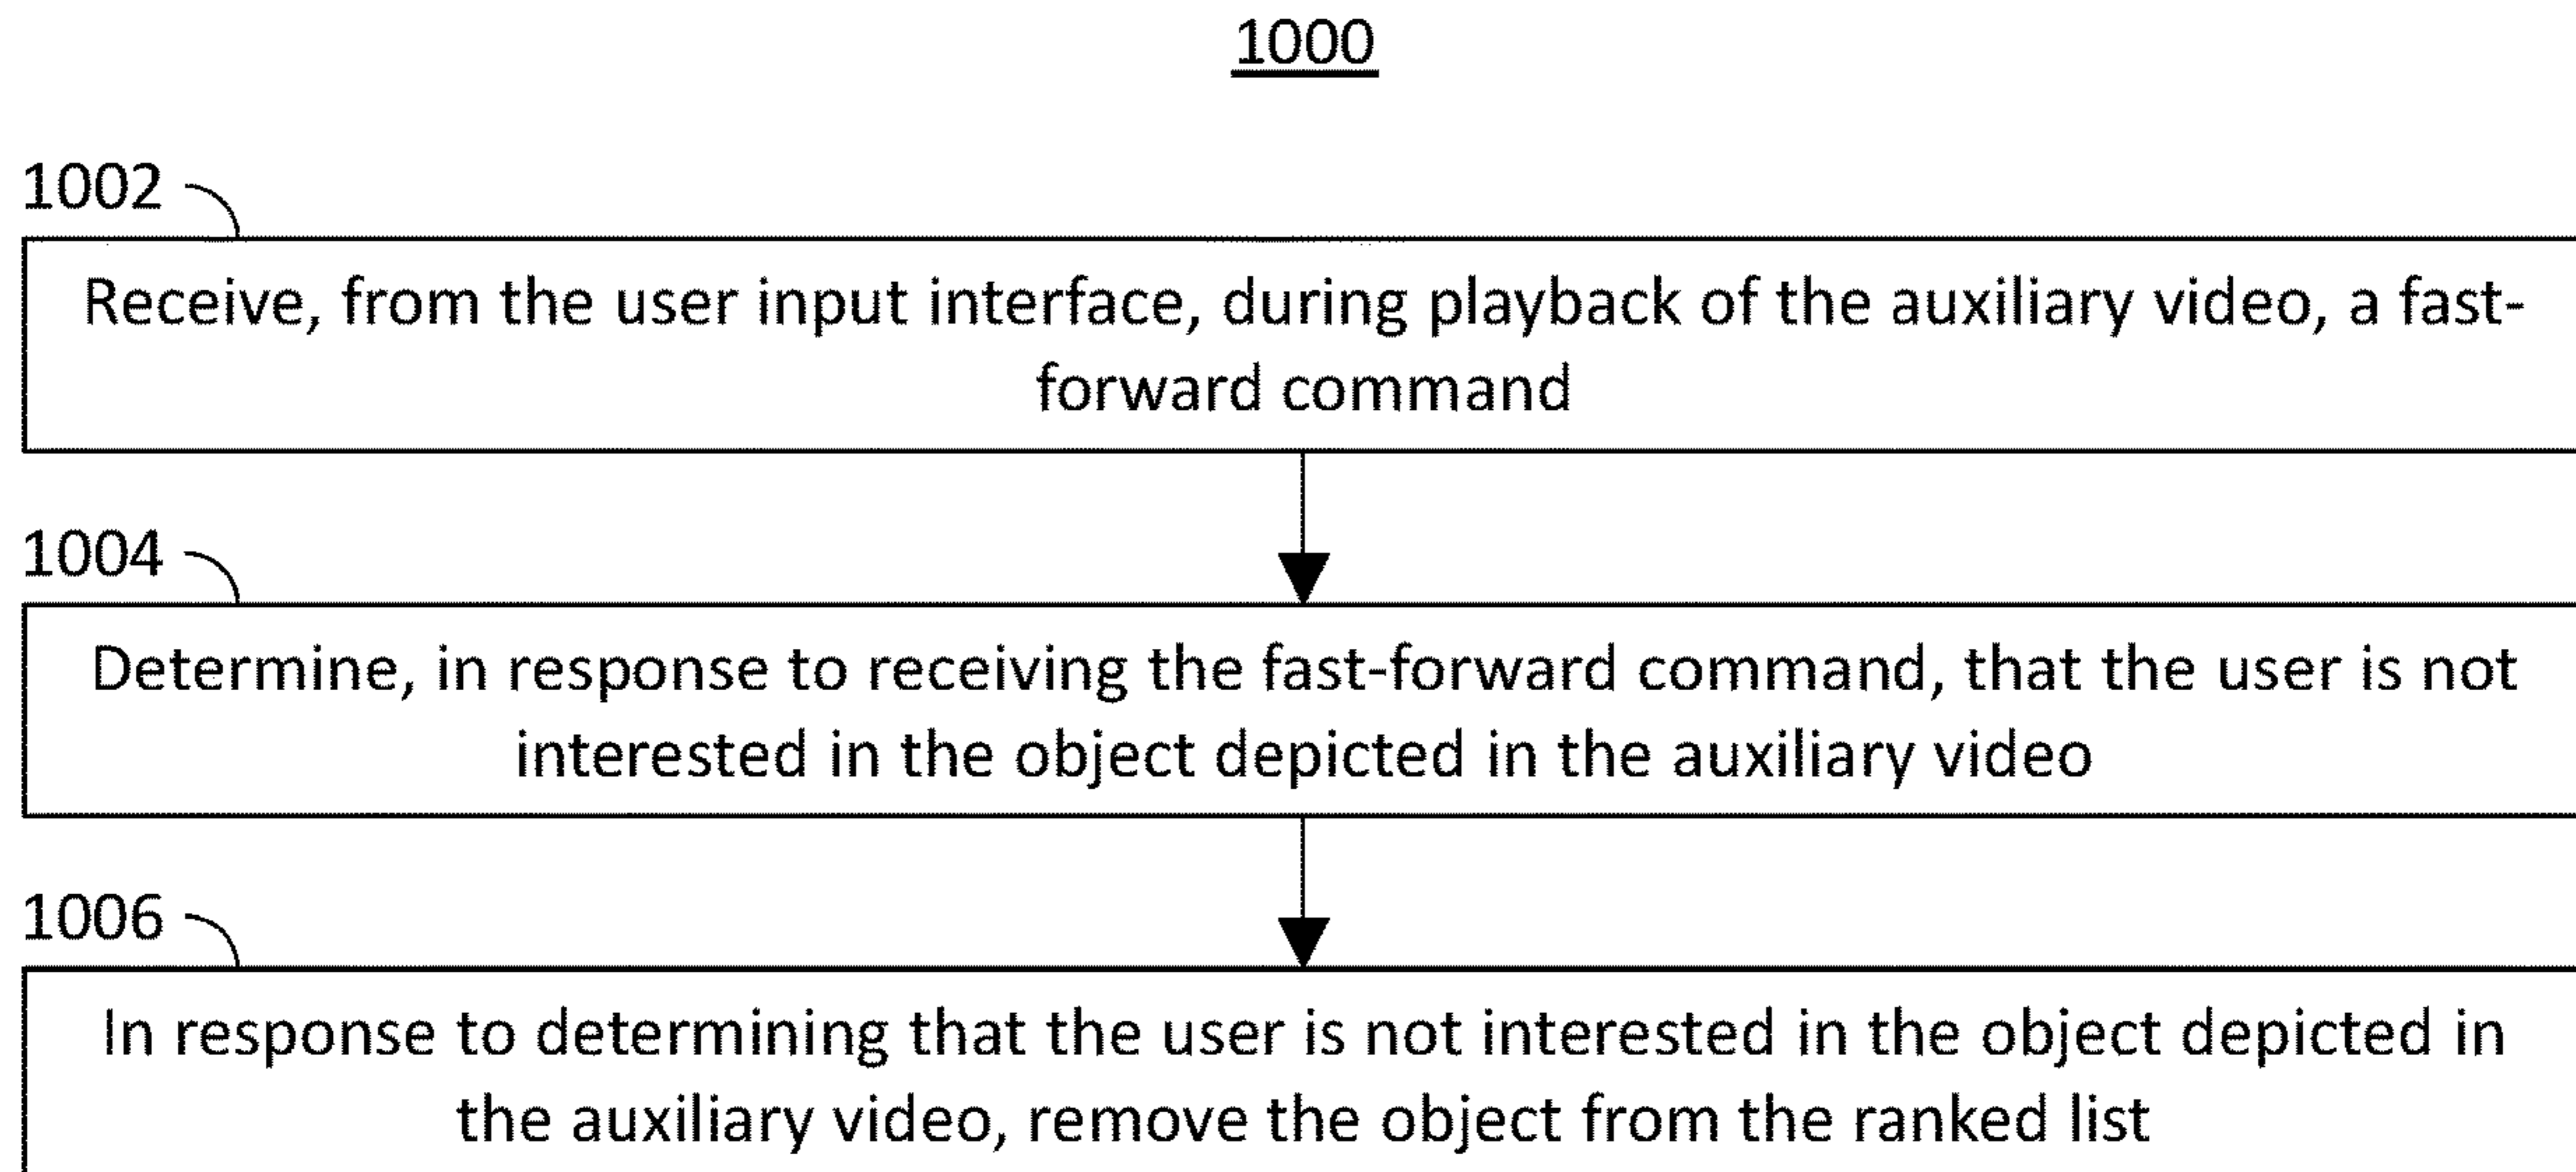 1000
1002
Receive, from the user input interface, during playback of the auxiliary video, a fast-
forward command
1004
Determine, in response to receiving the fast-forward command, that the user is not
interested in the object depicted in the auxiliary video
1006
In response to determining that the user is not interested in the object depicted in
the auxiliary video, remove the object from the ranked list